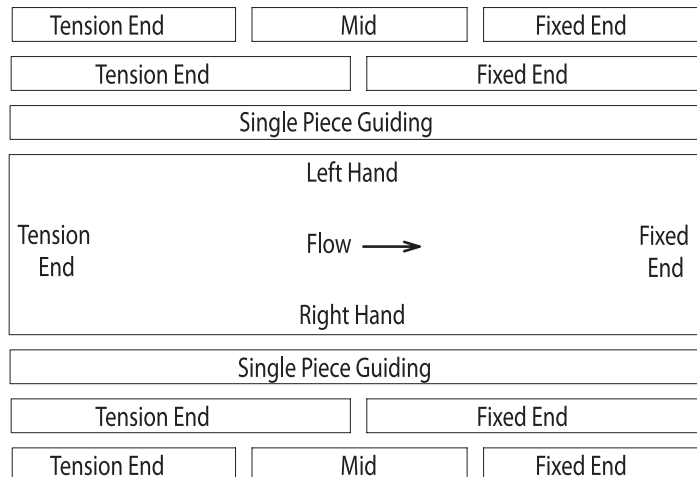 Tension End Mid Fixed End
Tension End Fixed End
Single Piece Guiding
Left Hand
Tension
End
Flow
Fixed
End
Right Hand
Single Piece Guiding
Tension End Fixed End
Tension End Mid Fixed End